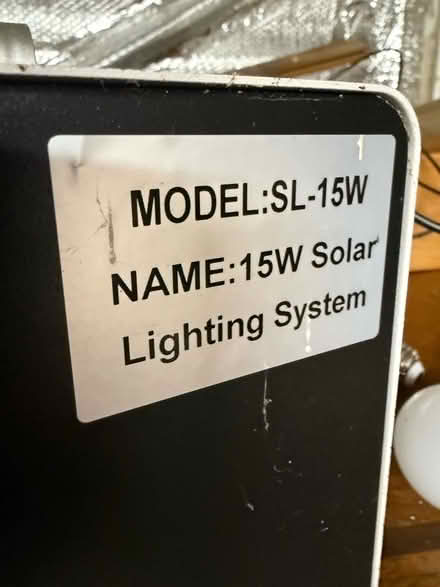 MODEL:SL-15W
NAME:15W Solar
Lighting System